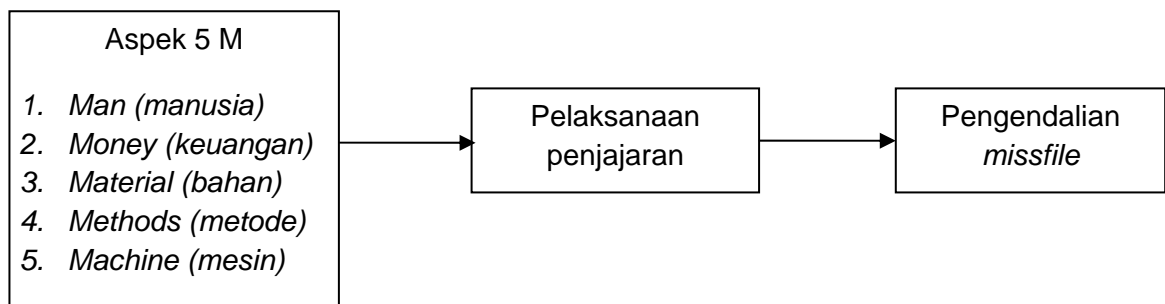 Aspek 5 M
1. Man (manusia)
2. Money (keuangan)
3. Material (bahan)
4. Methods (metode)
5. Machine (mesin)
Pelaksanaan
penjajaran
Pengendalian
missfile